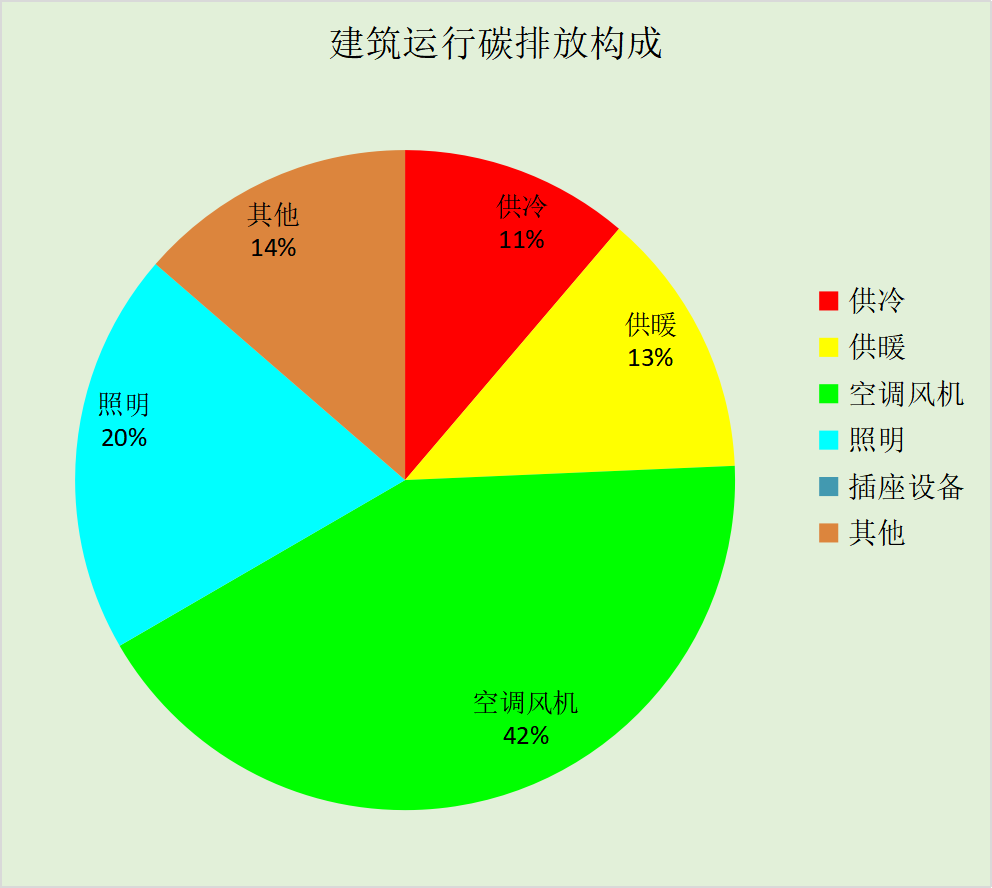 建筑运行碳排放构成
其他
14%
供冷
11%
供暖
13%
照明
20%
空调风机
42%
供冷
供暖
空调风机
照明
插座设备
其他